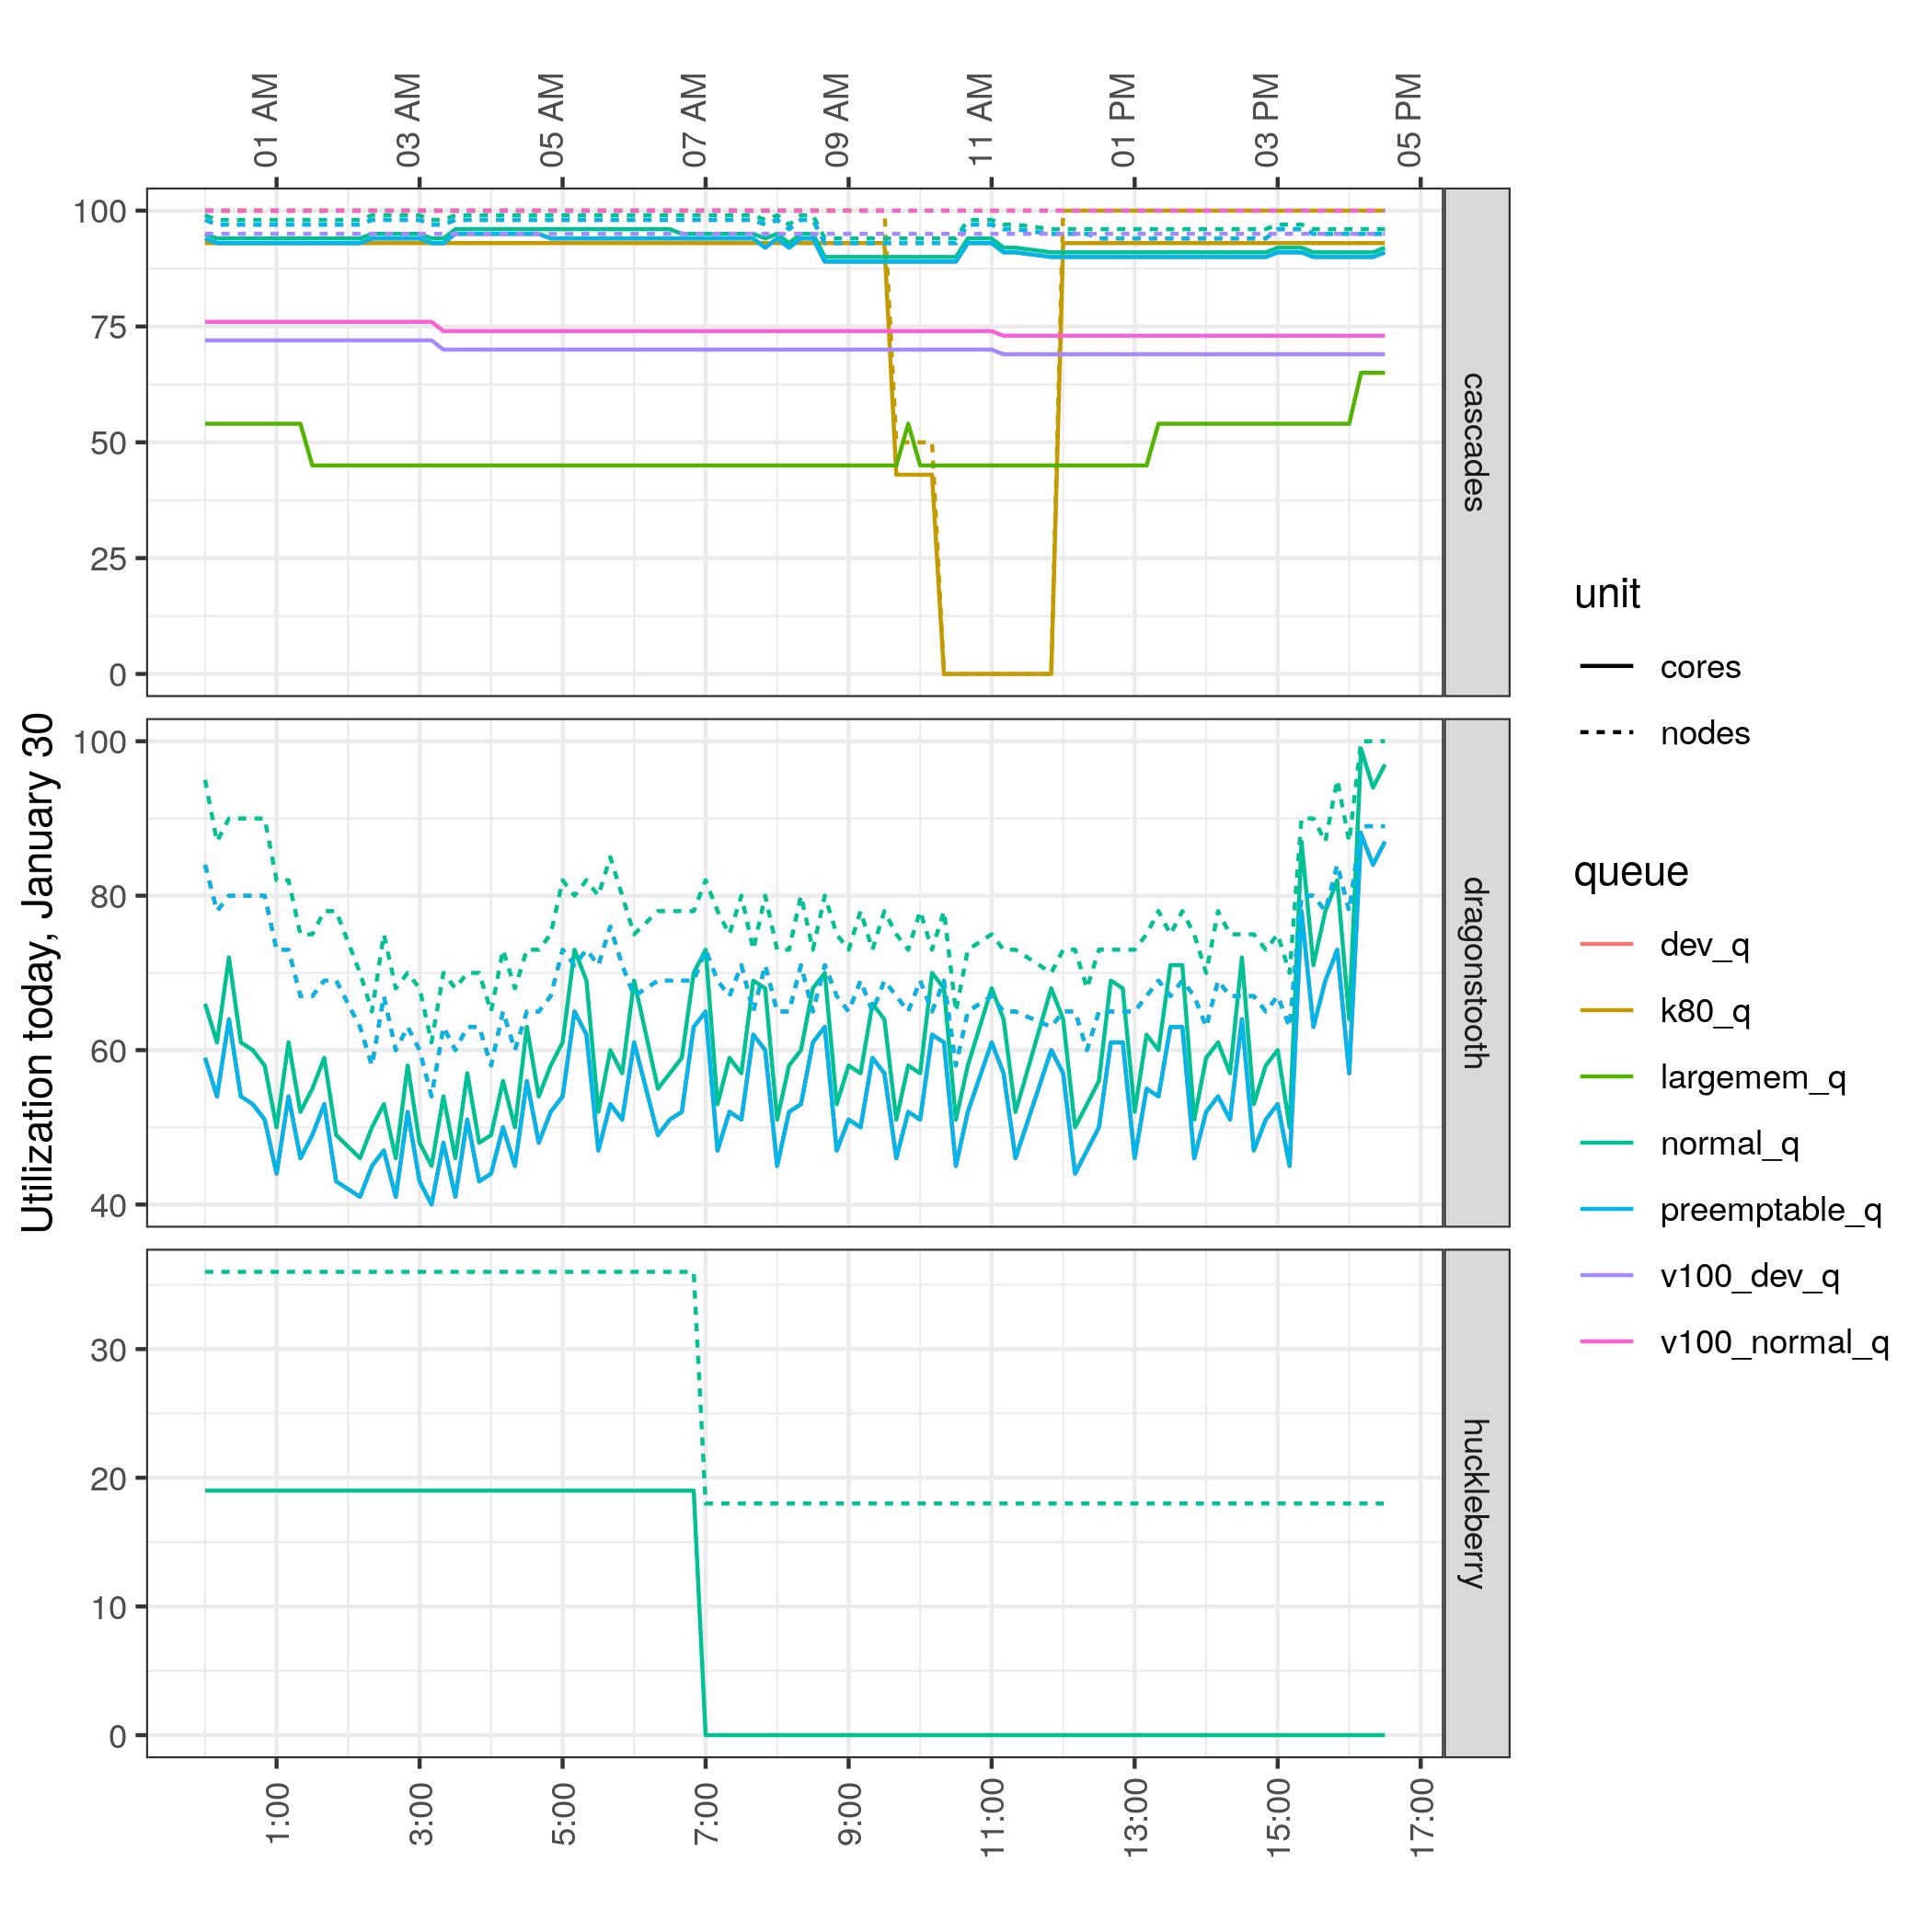 01 AM
03 AM
05 AM
07 AM
09 AM
11 AM
01 PM
03 PM
05 PM
100
75
50
25
0
cascades
Utilization today, January 30
100
80
60
40
dragonstooth
30
20
10
0
huckleberry
1:00
3:00
5:00
7:00
9:00
11:00
13:00
15:00
17:00
unit
cores
nodes
queue
dev_q
k80_q
largemem_q
normal_q
preemptable_q
v100_dev_q
v100_normal_q